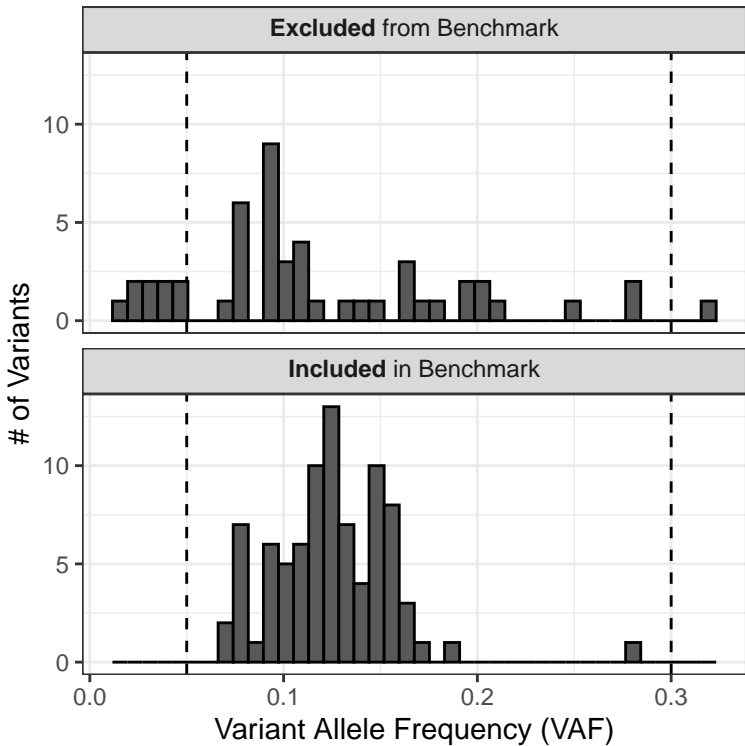 Excluded from Benchmark
10
5
0
Included in Benchmark
10
5
0
# of Variants
0.0 0.1 0.2 0.3
Variant Allele Frequency (VAF)